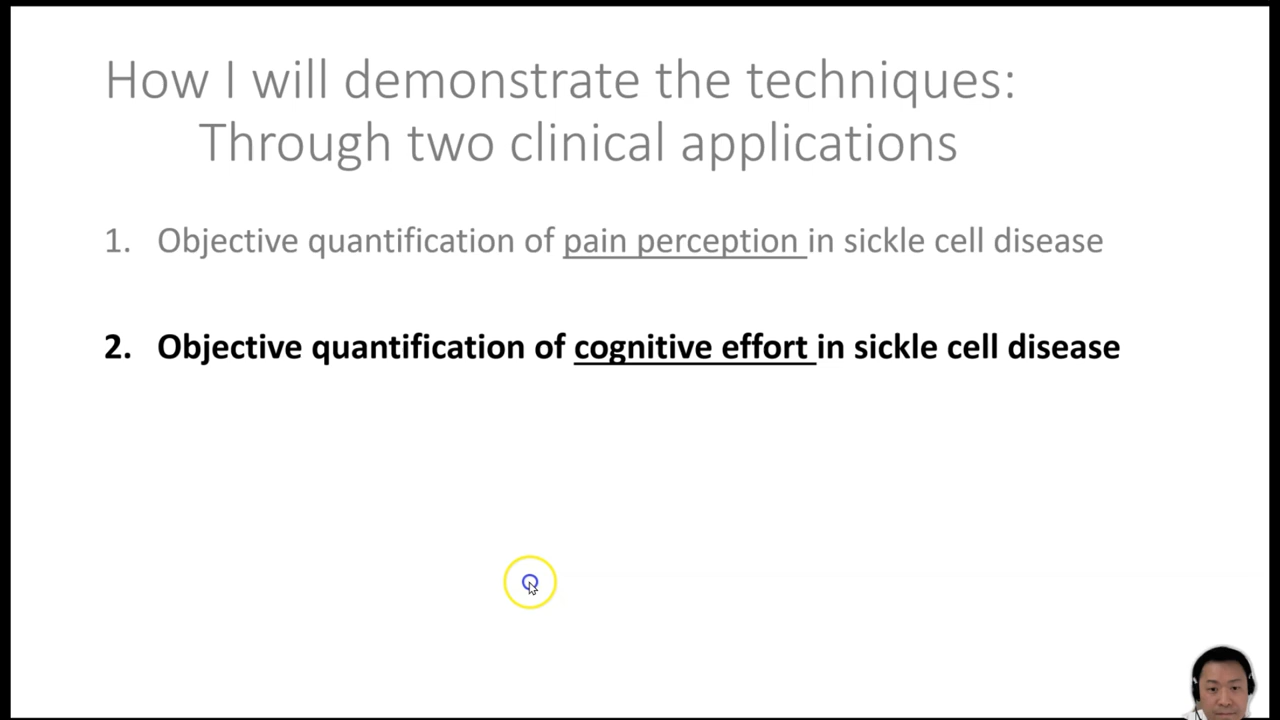 How I will demonstrate the techniques:
Through two clinical applications
1. Objective quantification of pain perception in sickle cell disease
2. Objective quantification of cognitive effort in sickle cell disease